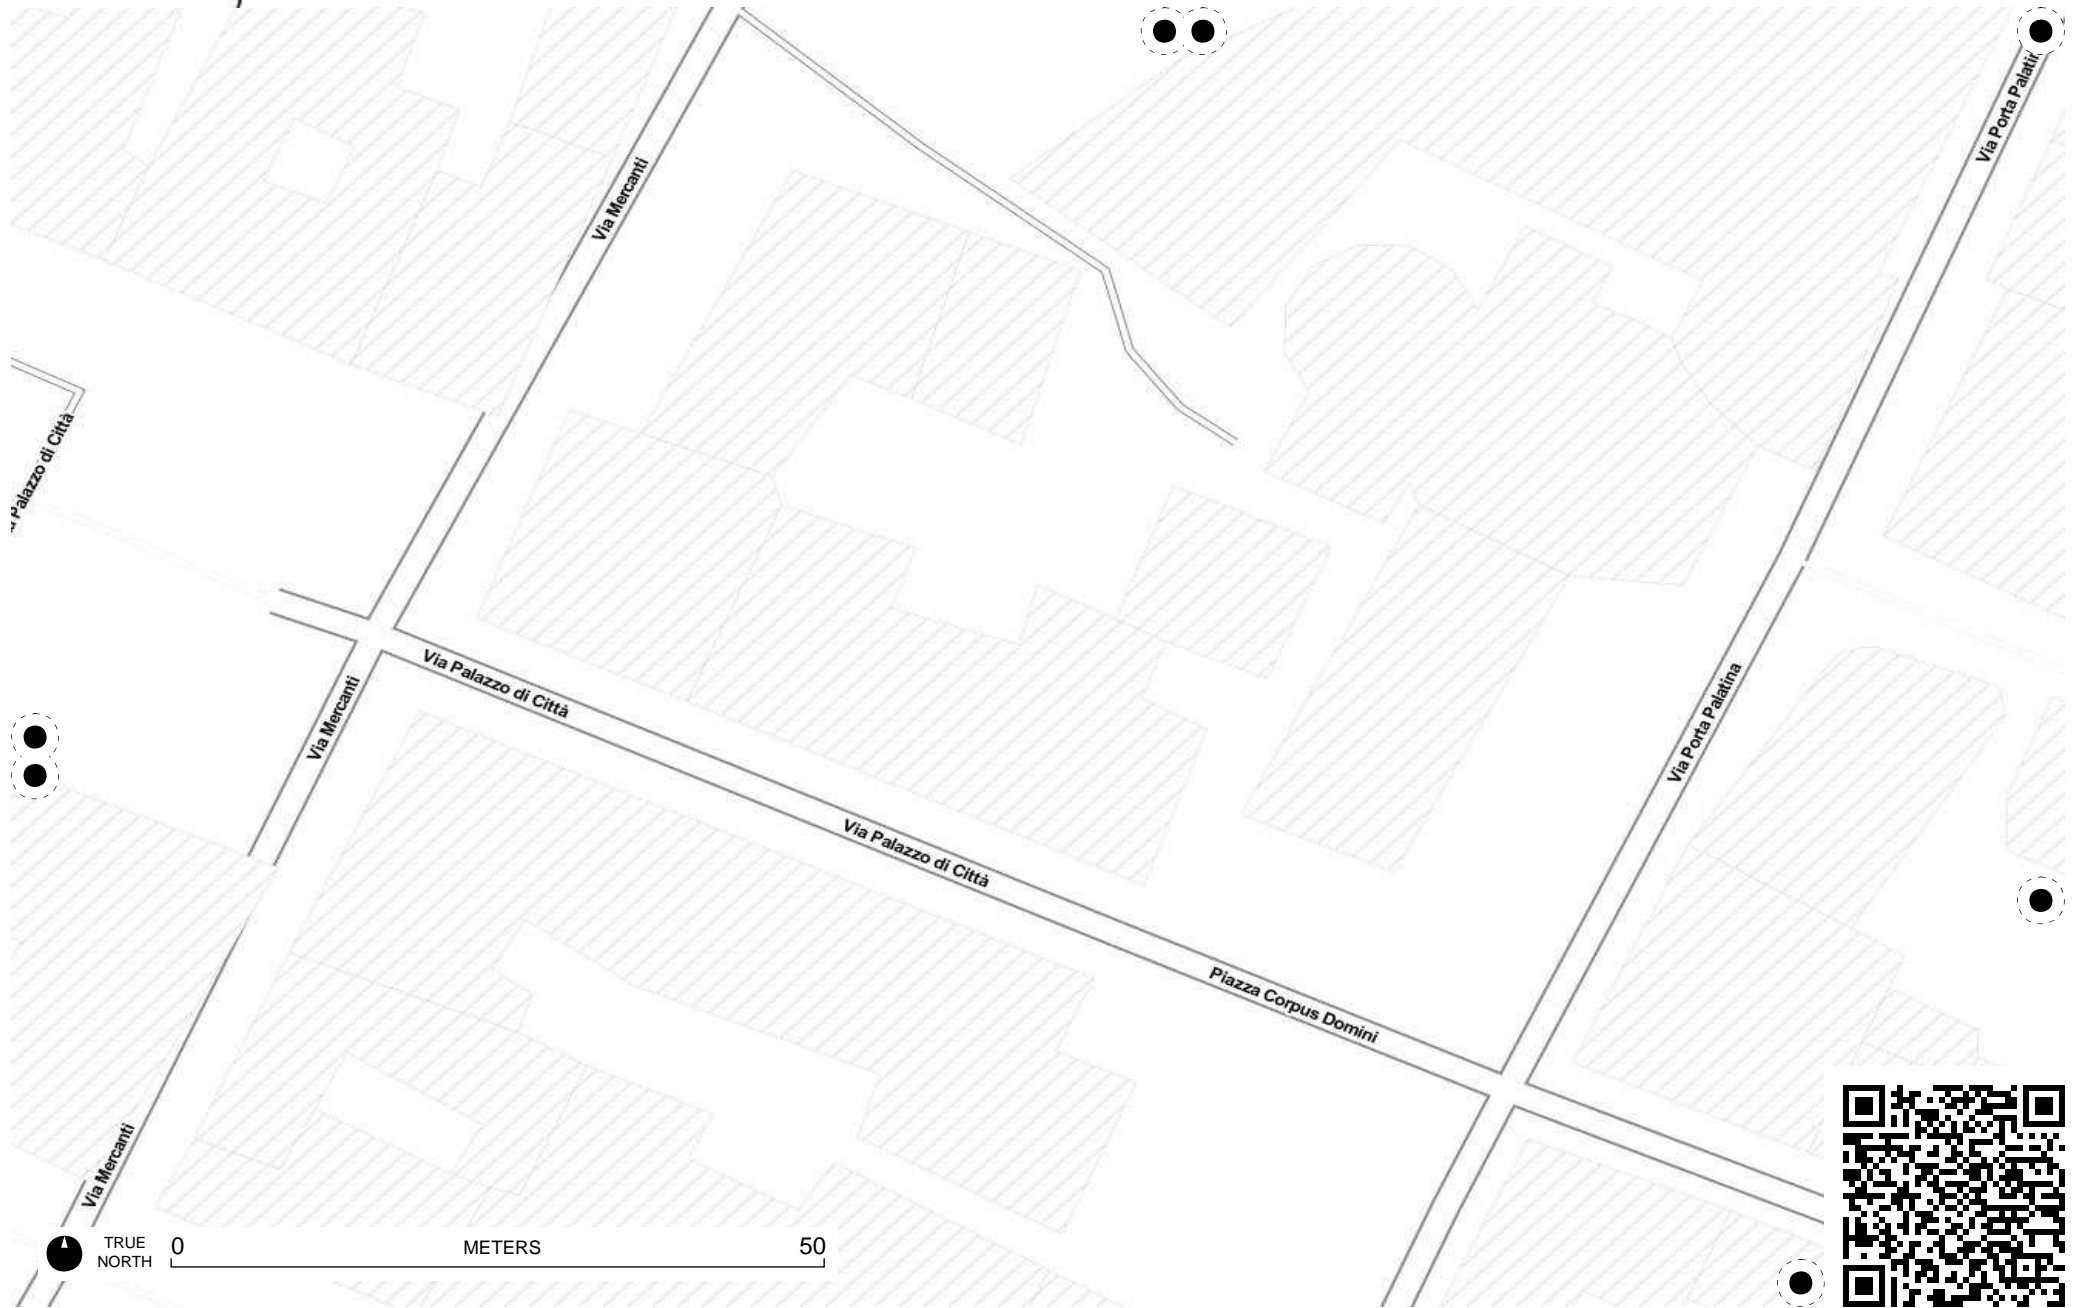 Via Porta Palatin
Via Mercanti
Palazzo di Città
Via Palazzo di Città
Via Mercanti
Via Porta Palatina
Via Palazzo di Città
Piazza Corpus Domini
Via Mercanti
TRUE
NORTH
0
METERS
50